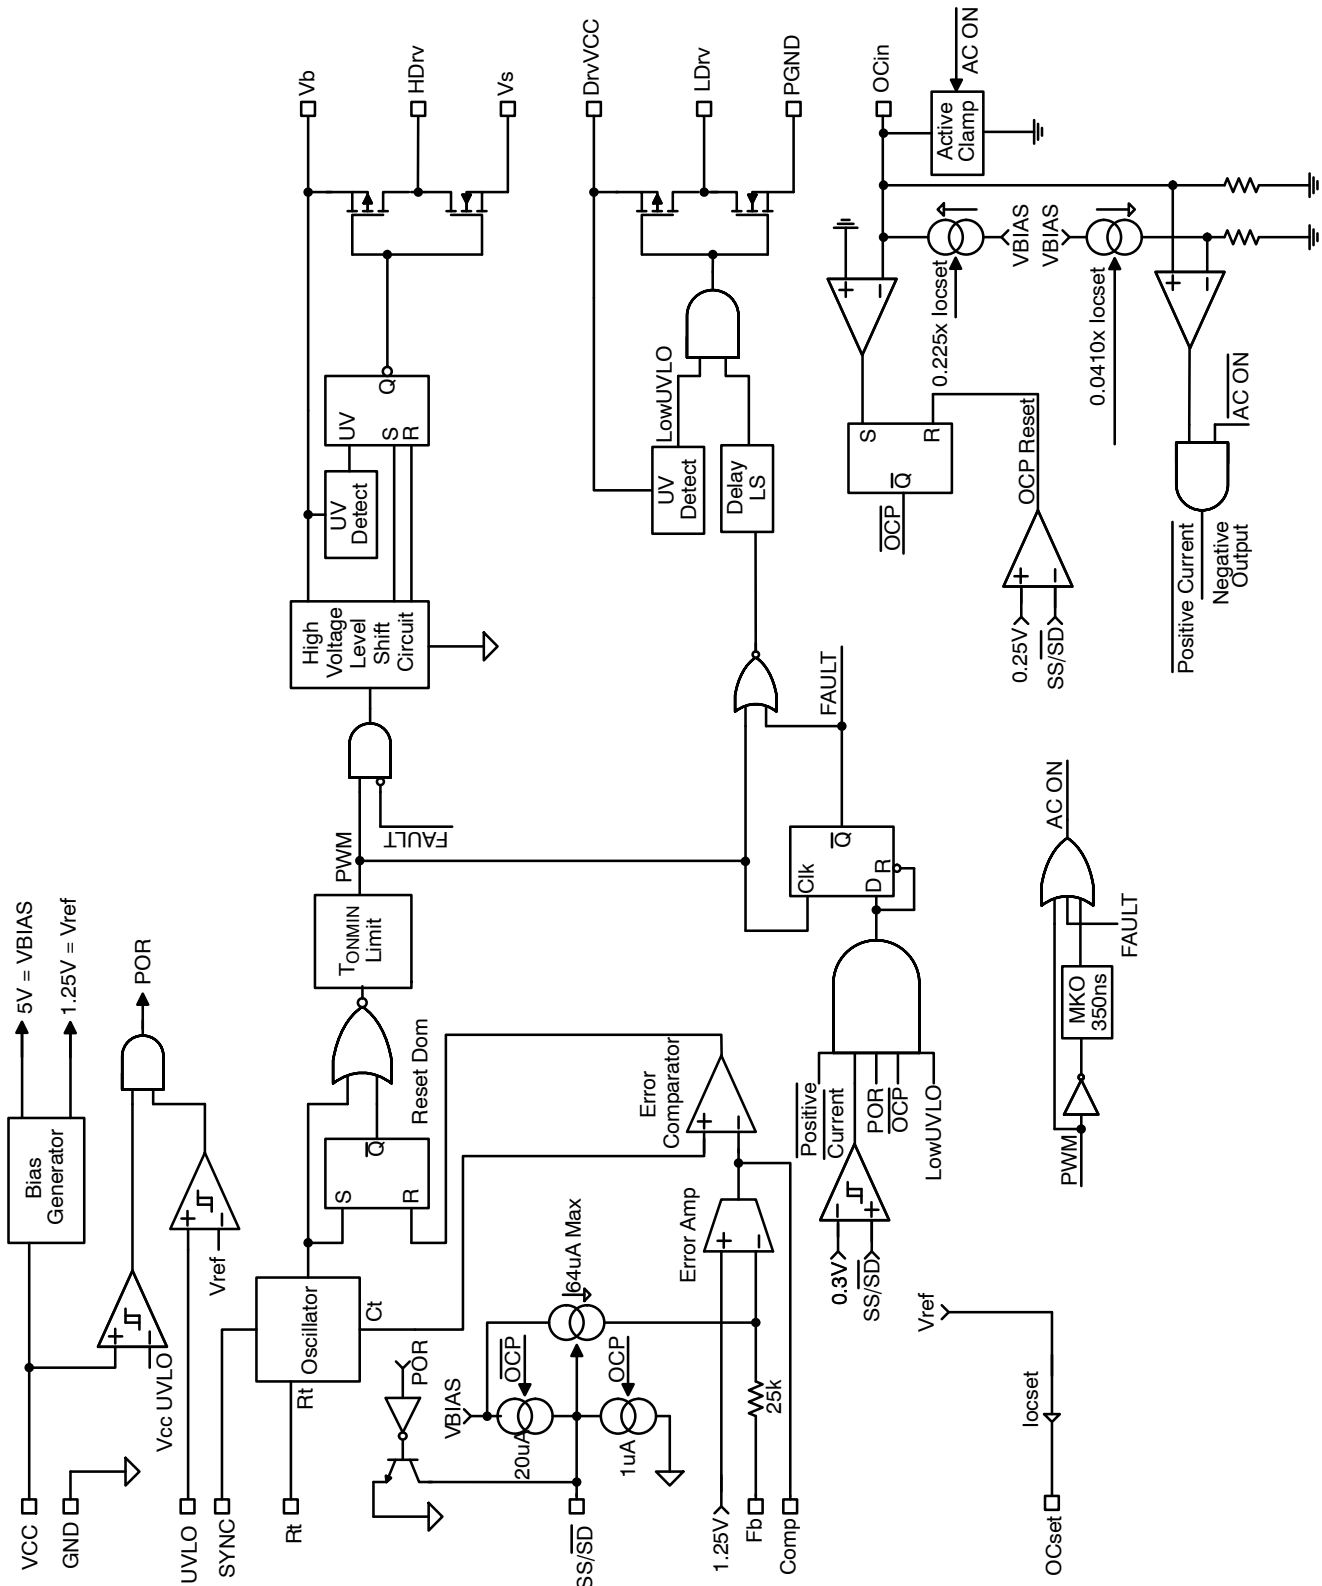 VCC
GND
UVLO
SYNC
Rt
SS/SD
1.25V
Fb
Comp
OCset
Bias
Generator
5V = VBIAS
1.25V = Vref
POR
Vcc UVLO
Vref
Oscillator
Rt
Ct
S
R
Q
Reset Dom
TONMIN
Limit
PWM
FAULT
High
Voltage
Level
Shift
Circuit
UV
Detect
UV
S
R
Q
Vb
HDrv
Vs
DrvVCC
LDrv
PGND
LowUVLO
UV
Detect
Delay
LS
POR
VBIAS
20uA
OCP
64uA Max
1uA
OCP
25k
Error Amp
Error
Comparator
Clk
D
R
Q
FAULT
0.3V
SS/SD
Positive
Current
POR
OCP
LowUVLO
Vref
Iocset
PWM
MKO
350ns
FAULT
AC ON
OCin
Active
Clamp
AC ON
0.225x Iocset
VBIAS
VBIAS
0.0410x Iocset
S
R
Q
OCP
OCP Reset
0.25V
SS/SD
AC ON
Positive Current
Negative
Output